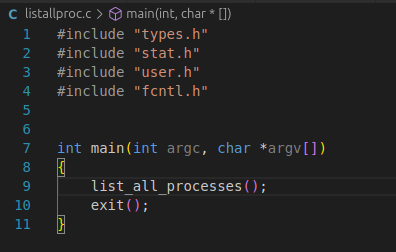 listallproc.c > main(int, char * [])
1 #include "types.h"
2 #include "stat.h"
3 #include "user.h"
4 #include "fcntl.h"
5
6
7 int main(int argc, char *argv[])
8 {
9 list_all_processes();
10 exit();
11 }